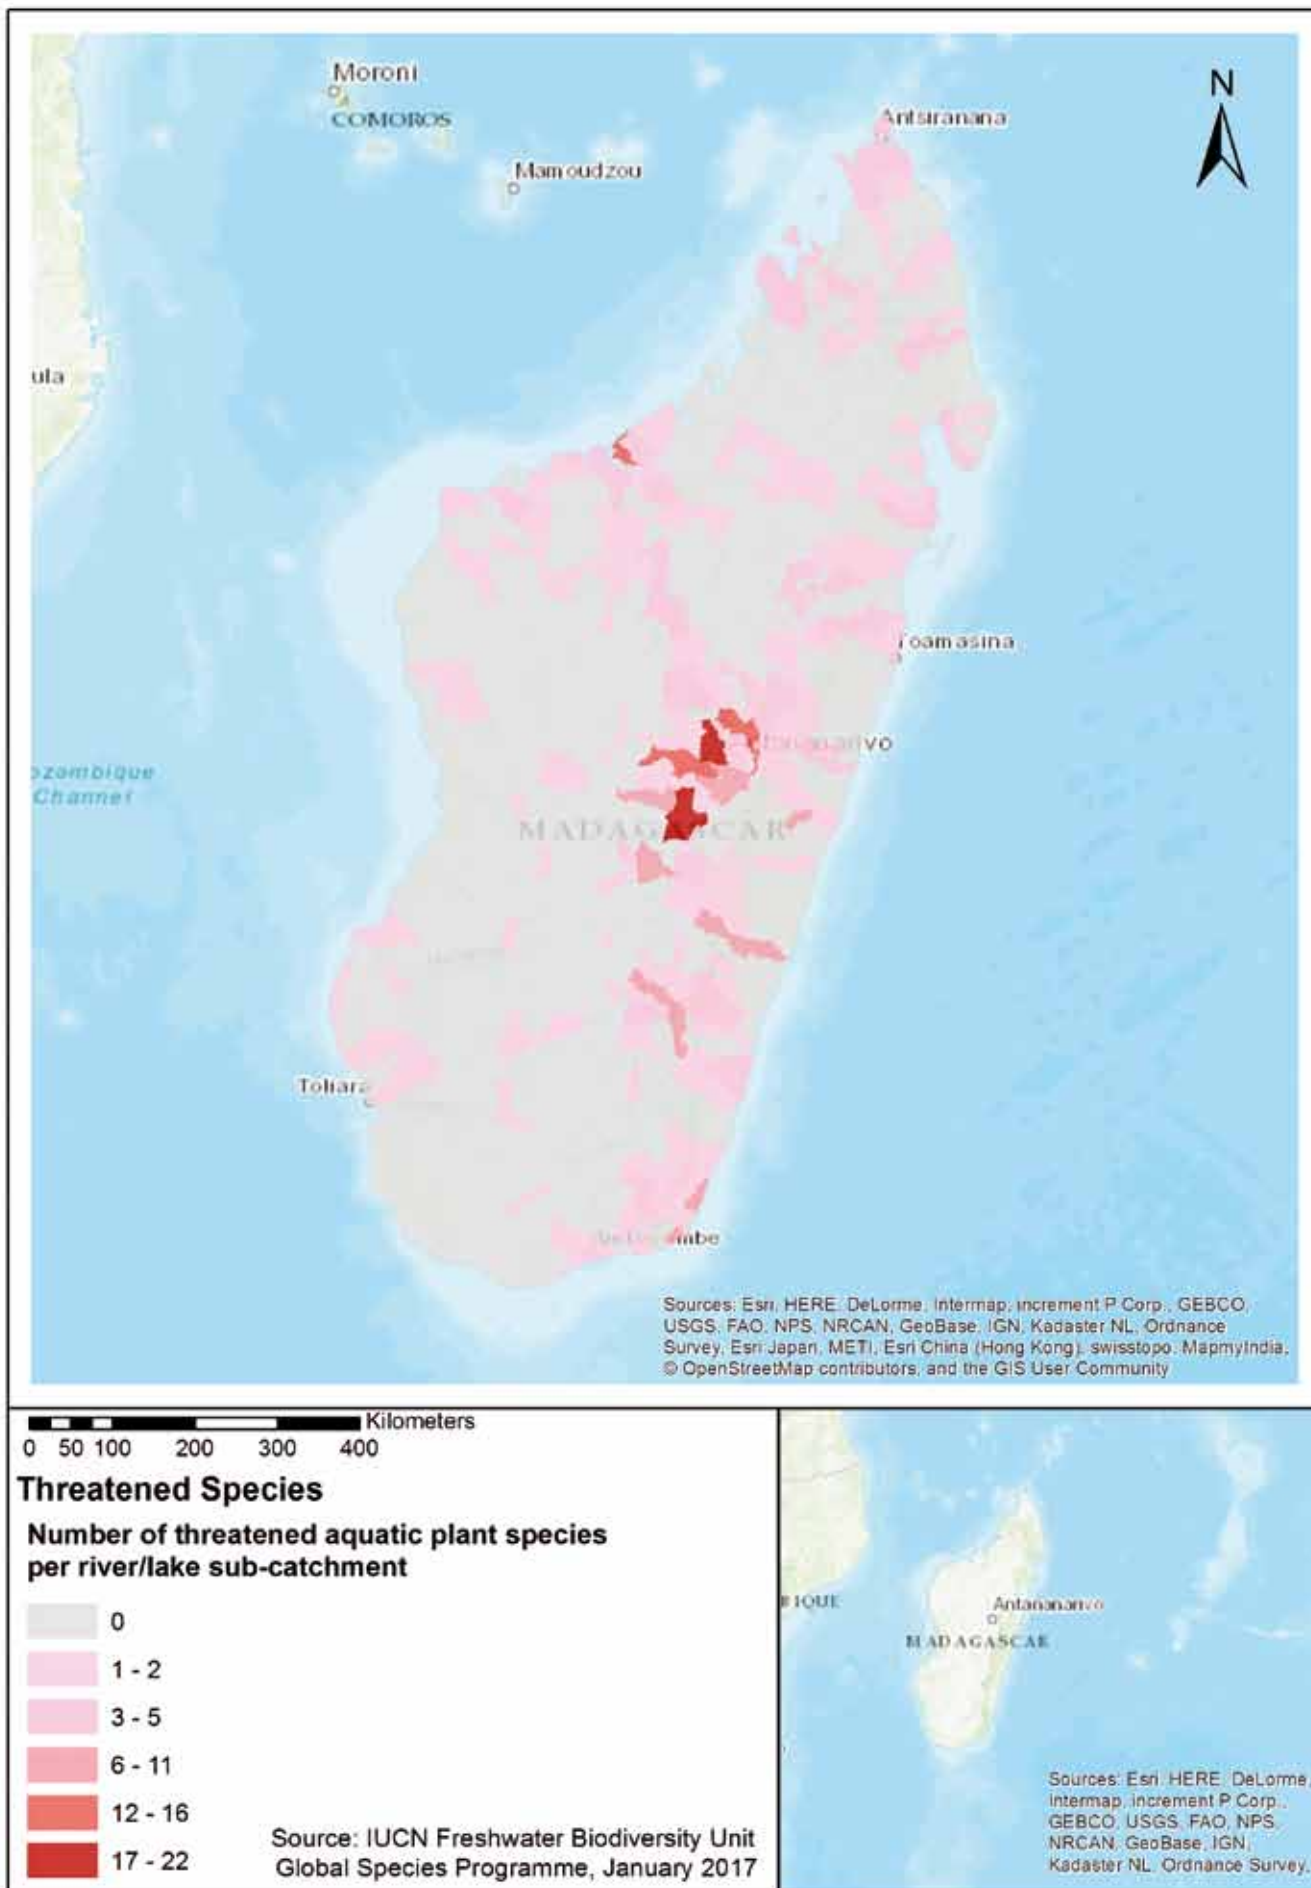 Moroni
COMOROS
Mamoudzou
Antsiranana
N
ula
Toamasina
ozambique
Channel
MADAGASCAR
Toliara
mbe
Sources: Esri, HERE, DeLorme, Intermap, increment P Corp., GEBCO,
USGS, FAO, NPS, NRCAN, GeoBase, IGN, Kadaster NL, Ordnance
Survey, Esri Japan, METI, Esri China (Hong Kong), swisstopo, MapmyIndia,
© OpenStreetMap contributors, and the GIS User Community
Kilometers
0 50 100 200 300 400
Threatened Species
Number of threatened aquatic plant species
per river/lake sub-catchment
0
1 - 2
3 - 5
6 - 11
12 - 16
17 - 22
Source: IUCN Freshwater Biodiversity Unit
Global Species Programme, January 2017
BIQUE
Antananarivo
MADAGASCAR
Sources: Esri, HERE, DeLorme,
Intermap, increment P Corp.,
GEBCO, USGS, FAO, NPS,
NRCAN, GeoBase, IGN,
Kadaster NL, Ordnance Survey,